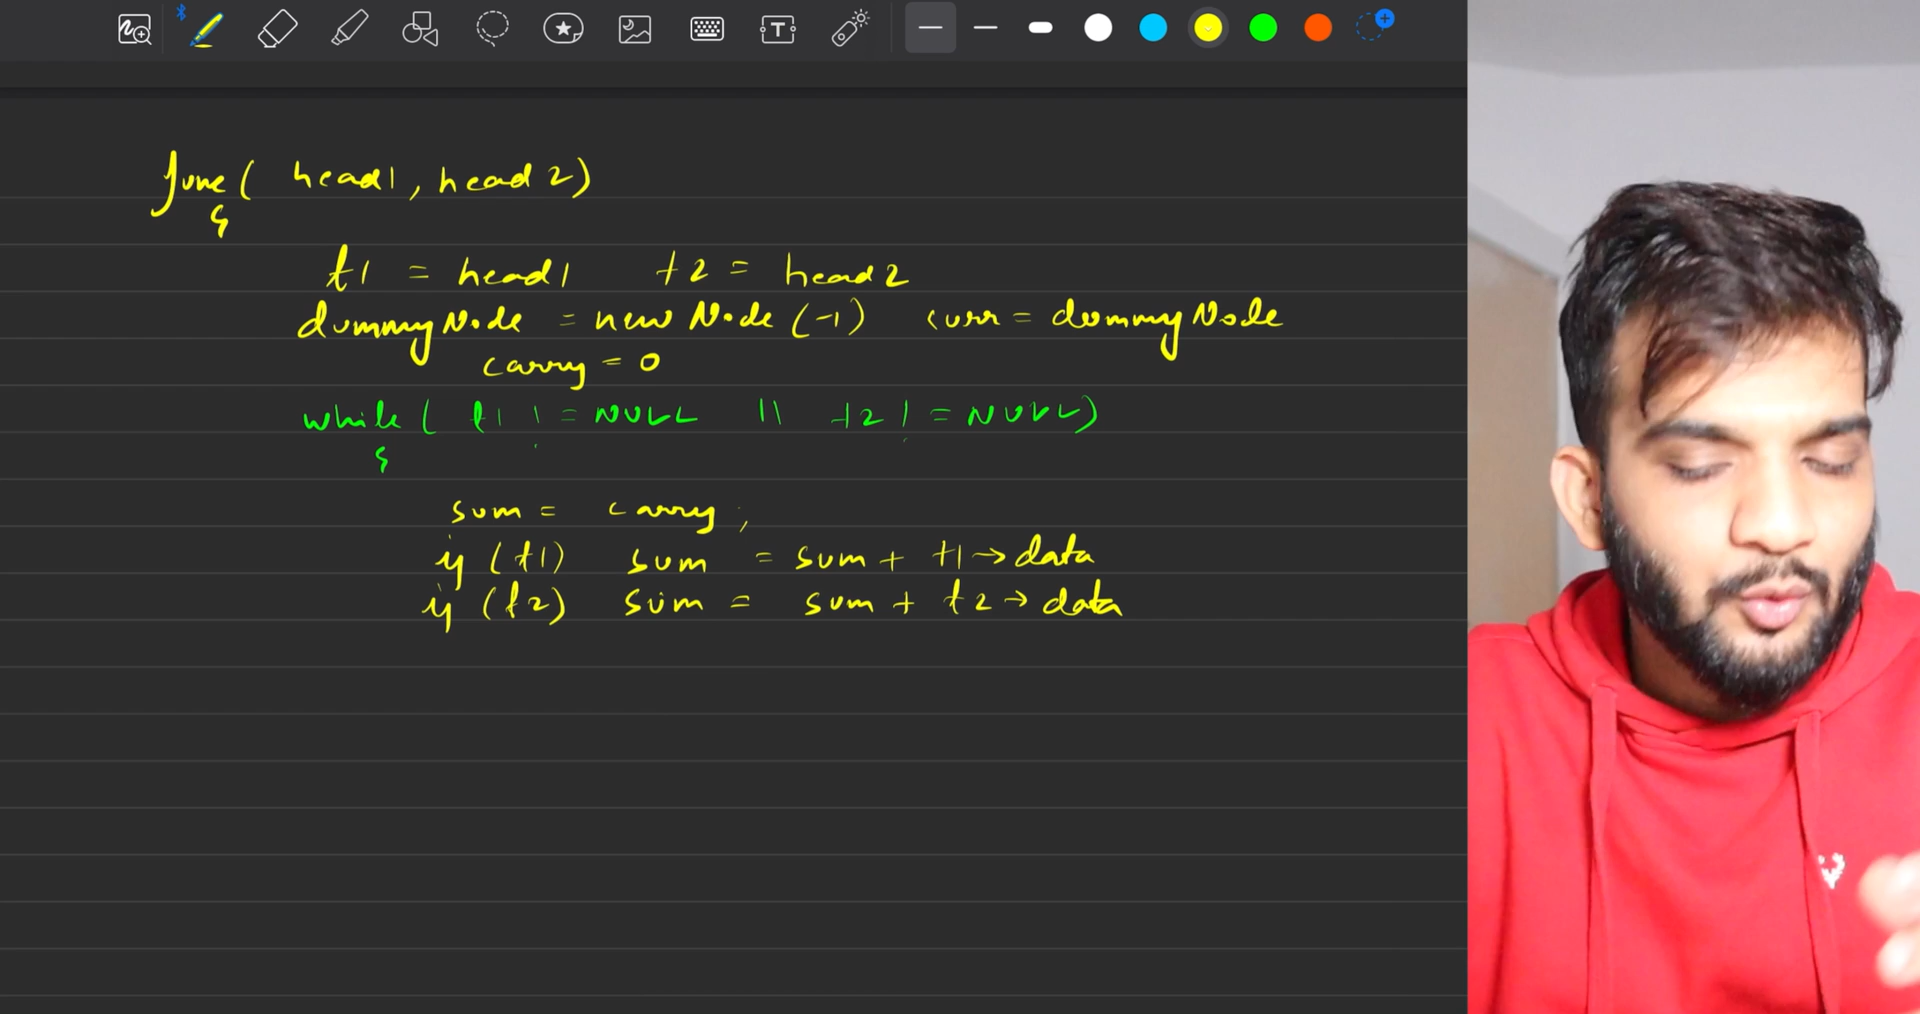 func( head1, head2)
{
t1 = head1 t2 = head2
dummyNode = new Node (-1) curr = dummyNode
carry = 0
while( t1 != NULL || t2 != NULL)
{
sum = carry;
if (t1) sum = sum + t1→data
if (t2) sum = sum + t2→data